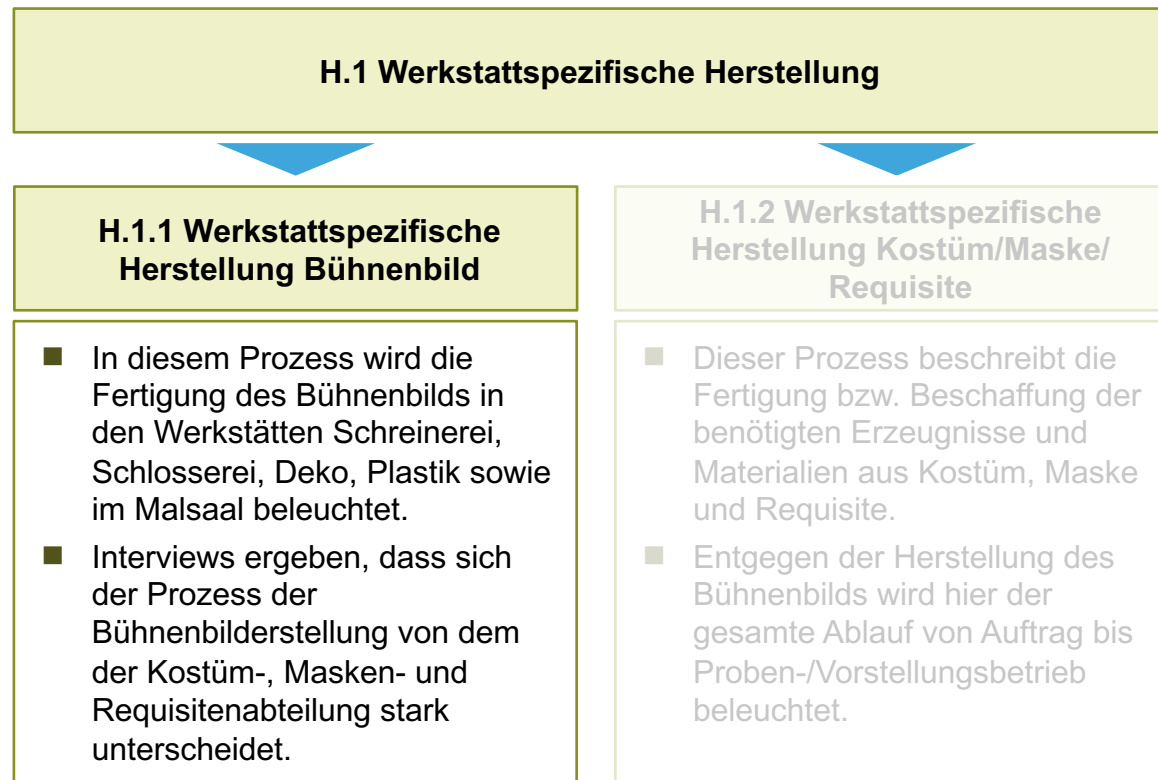 H.1 Werkstattspezifische Herstellung
H.1.1 Werkstattspezifische
Herstellung Bühnenbild
In diesem Prozess wird die
Fertigung des Bühnenbilds in
den Werkstätten Schreinerei,
Schlosserei, Deko, Plastik sowie
im Malsaal beleuchtet.
Interviews ergeben, dass sich
der Prozess der
Bühnenbilderstellung von dem
der Kostüm-, Masken- und
Requisitenabteilung stark
unterscheidet.
H.1.2 Werkstattspezifische
Herstellung Kostüm/Maske/
Requisite
Dieser Prozess beschreibt die
Fertigung bzw. Beschaffung der
benötigten Erzeugnisse und
Materialien aus Kostüm, Maske
und Requisite.
Entgegen der Herstellung des
Bühnenbilds wird hier der
gesamte Ablauf von Auftrag bis
Proben-/Vorstellungsbetrieb
beleuchtet.